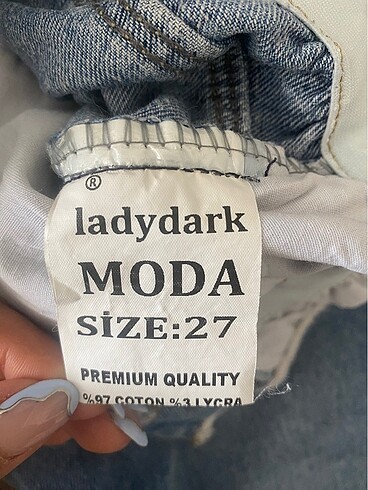 ®
ladydark
MODA
SİZE:27
PREMIUM QUALITY
%97 COTON %3 LYCRA